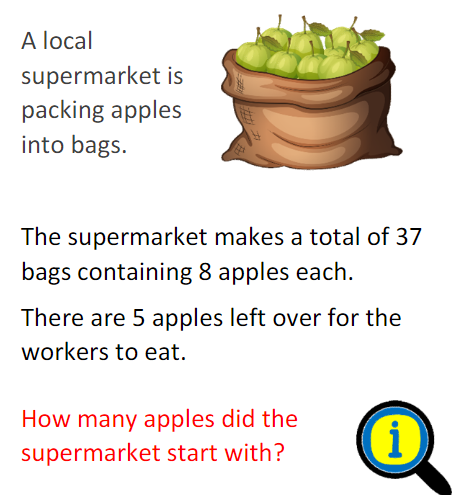 A local
supermarket is
packing apples
into bags.
The supermarket makes a total of 37
bags containing 8 apples each.
There are 5 apples left over for the
workers to eat.
How many apples did the
supermarket start with?
i